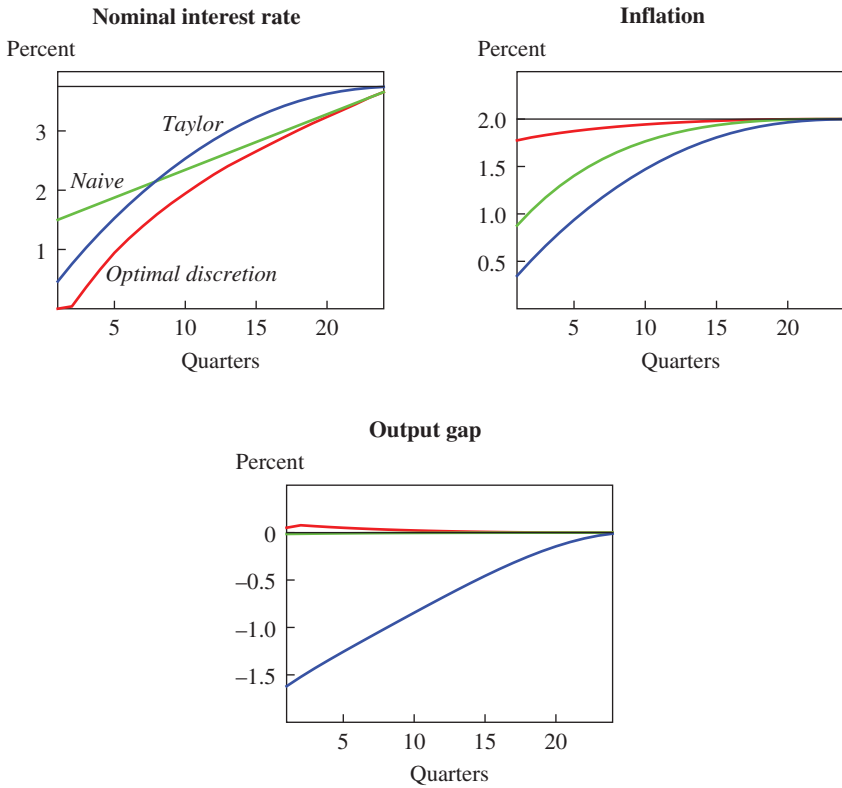 Nominal interest rate
Percent
3
2
1
Taylor
Naive
Optimal discretion
5 10 15 20
Quarters
Inflation
Percent
2.0
1.5
1.0
0.5
5 10 15 20
Quarters
Output gap
Percent
0
–0.5
–1.0
–1.5
5 10 15 20
Quarters